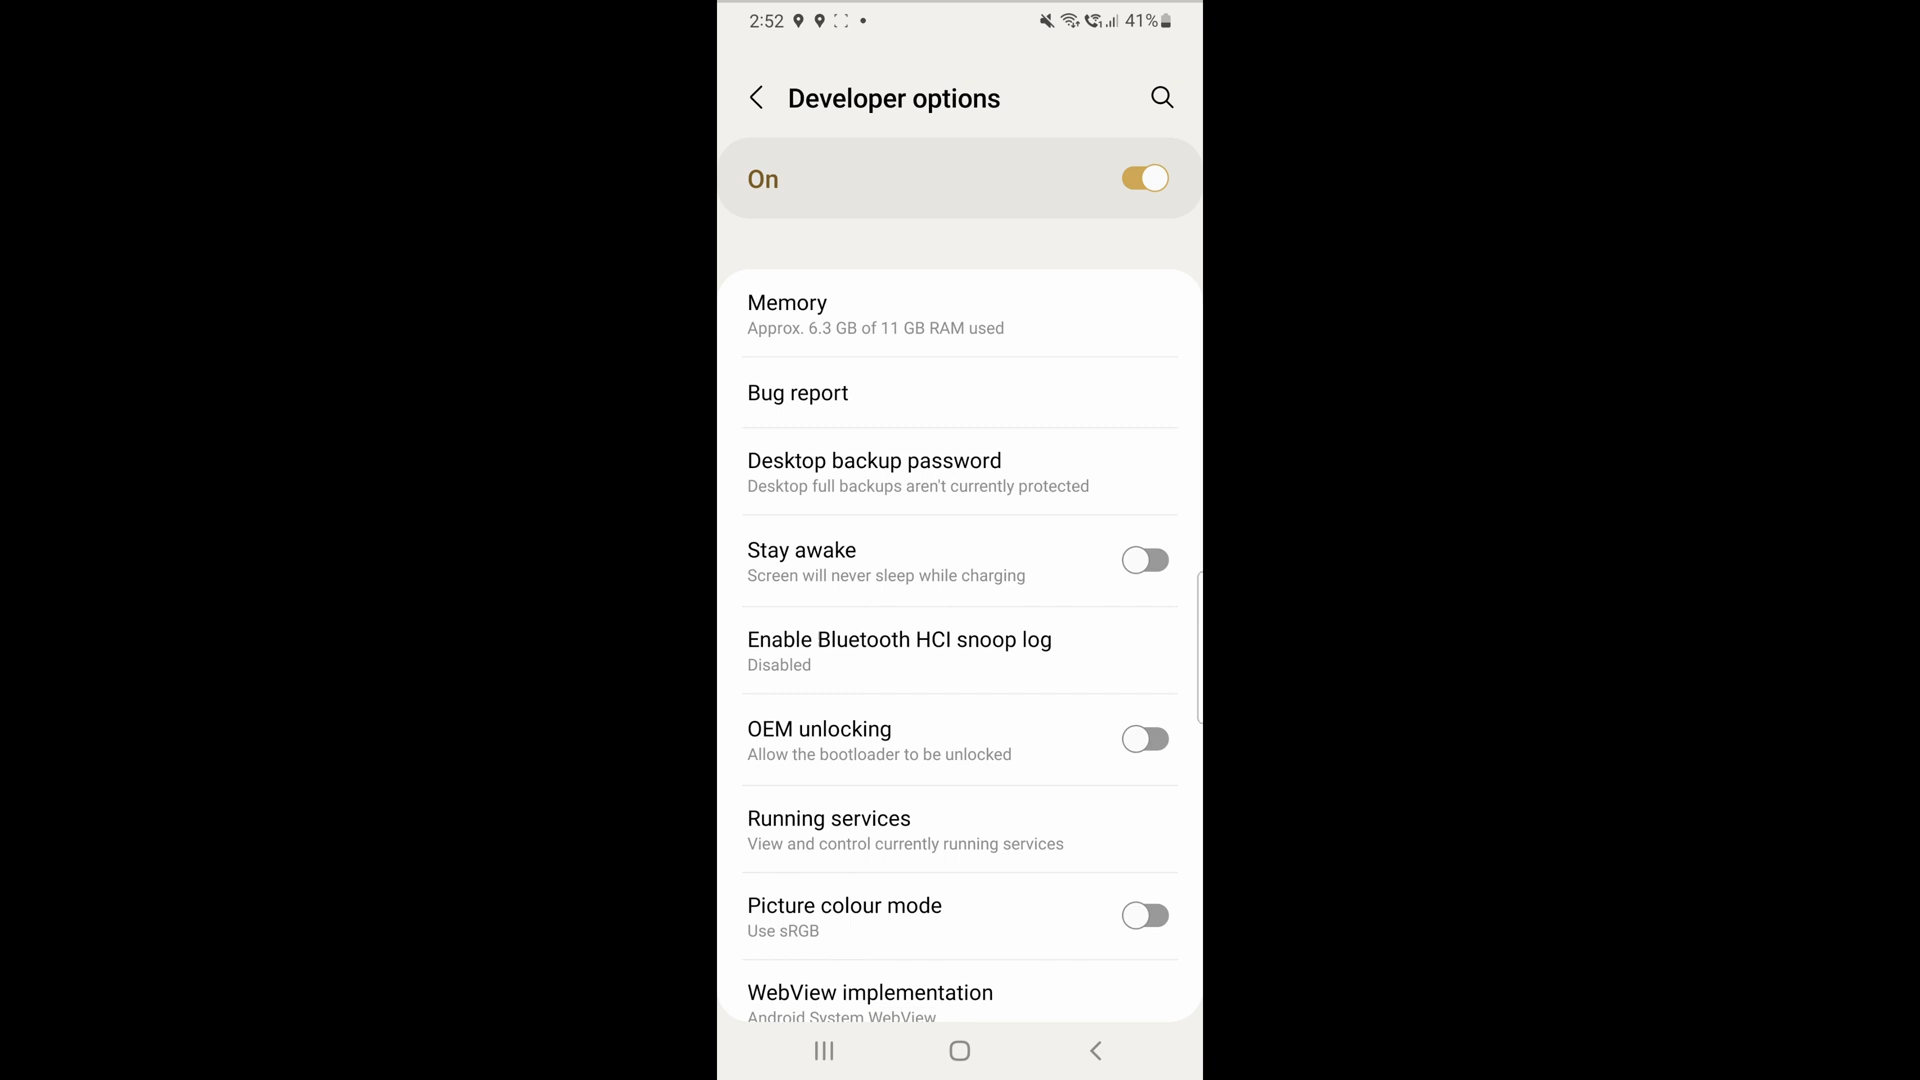 2:52
41%
Developer options
On
Memory
Approx. 6.3 GB of 11 GB RAM used
Bug report
Desktop backup password
Desktop full backups aren't currently protected
Stay awake
Screen will never sleep while charging
Enable Bluetooth HCI snoop log
Disabled
OEM unlocking
Allow the bootloader to be unlocked
Running services
View and control currently running services
Picture colour mode
Use sRGB
WebView implementation
Android System WebView